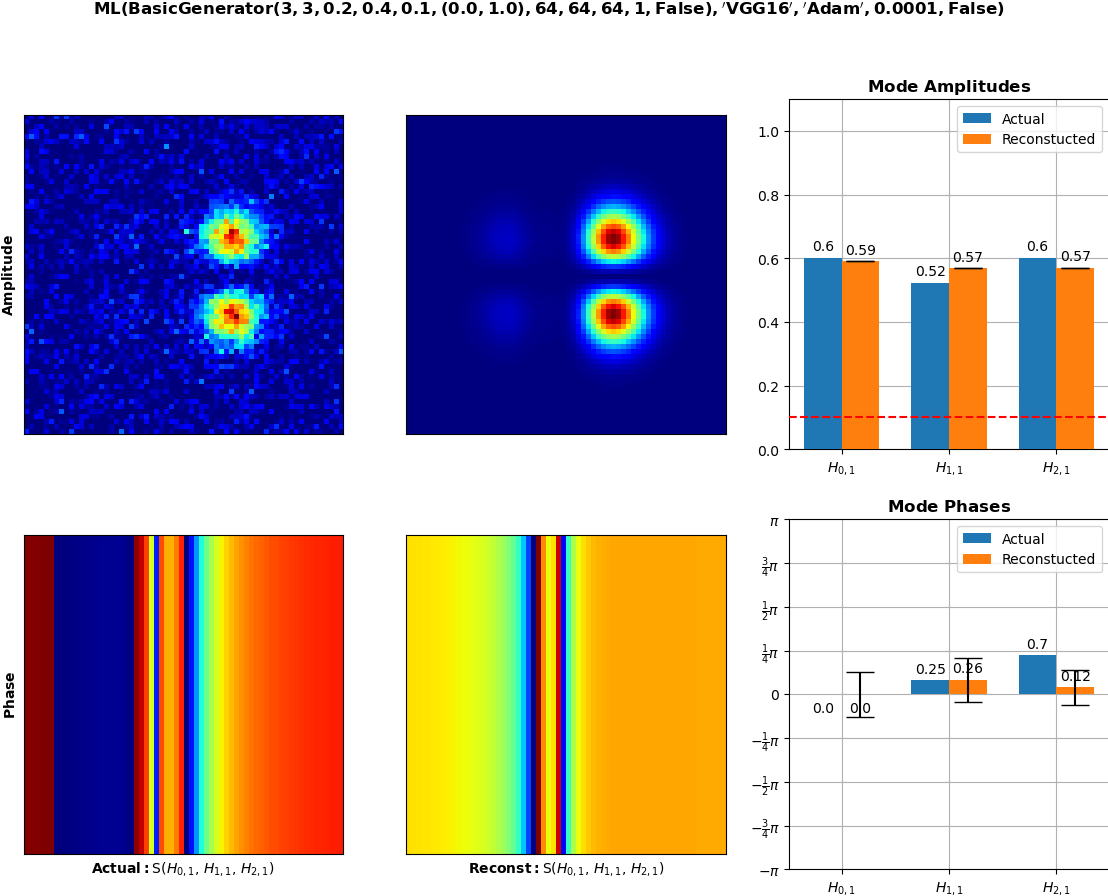 ML(BasicGenerator(3, 3, 0.2, 0.4, 0.1, (0.0, 1.0), 64, 64, 64, 1, False), ′VGG16′, ′Adam′, 0.0001, False)
Amplitude
Mode Amplitudes
Actual
Reconstucted
1.0
0.8
0.6
0.4
0.2
0.0
0.6
0.59
0.52
0.57
0.6
0.57
H0, 1
H1, 1
H2, 1
Phase
Actual: S(H0, 1, H1, 1, H2, 1)
Reconst: S(H0, 1, H1, 1, H2, 1)
Mode Phases
Actual
Reconstucted
π
3/4π
1/2π
1/4π
0
−1/4π
−1/2π
−3/4π
−π
0.0
0.0
0.25
0.26
0.7
0.12
H0, 1
H1, 1
H2, 1